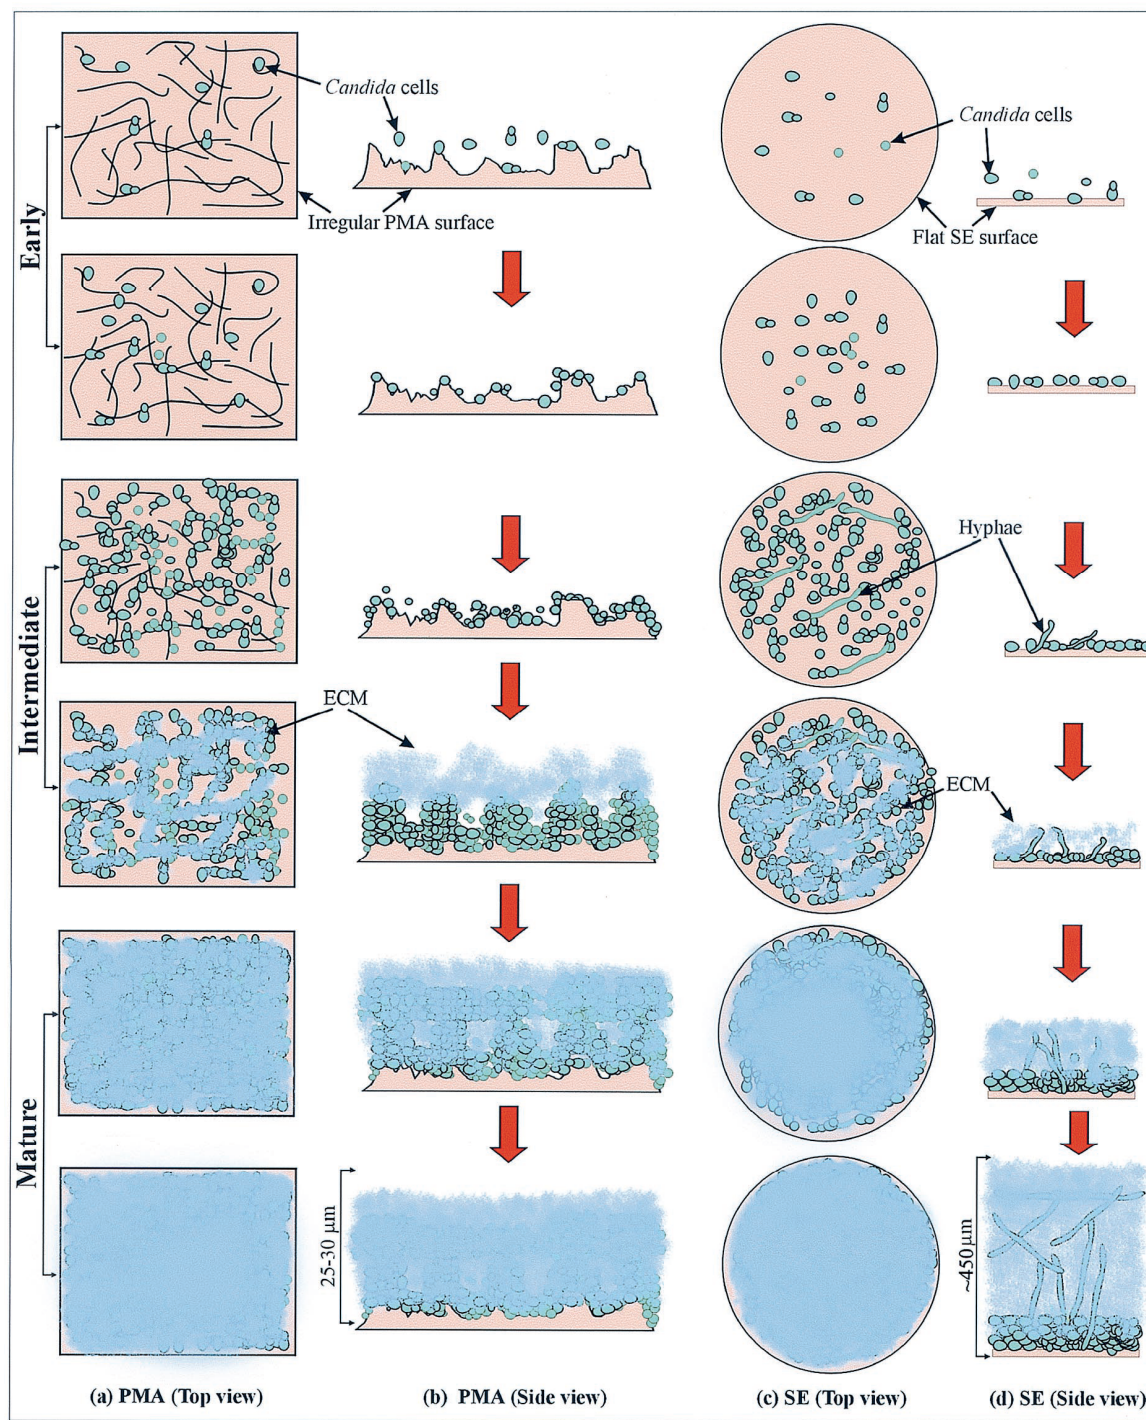 Candida cells
Candida cells
Irregular PMA surface
Flat SE surface
Early
Hyphae
Intermediate
ECM
ECM
Mature
25-30 µm
~450 µm
(a) PMA (Top view)
(b) PMA (Side view)
(c) SE (Top view)
(d) SE (Side view)